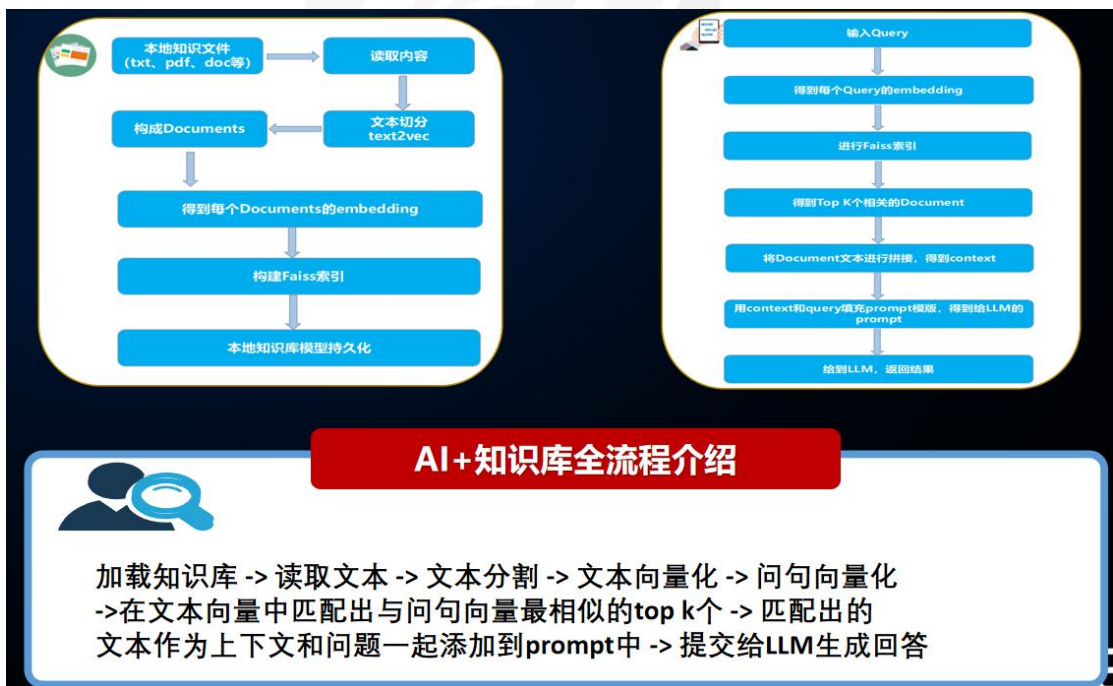 本地知识文件
(txt、pdf、doc等)
读取内容
文本切分
text2vec
构成Documents
得到每个Documents的embedding
构建Faiss索引
本地知识库模型持久化
输入Query
得到每个Query的embedding
进行Faiss索引
得到Top K个相关的Document
将Document文本进行拼接，得到context
用context和query填充prompt模版，得到给LLM的
prompt
给到LLM，返回结果
AI+知识库全流程介绍
加载知识库 -> 读取文本 -> 文本分割 -> 文本向量化 -> 问句向量化
->在文本向量中匹配出与问句向量最相似的top k个 -> 匹配出的
文本作为上下文和问题一起添加到prompt中 -> 提交给LLM生成回答